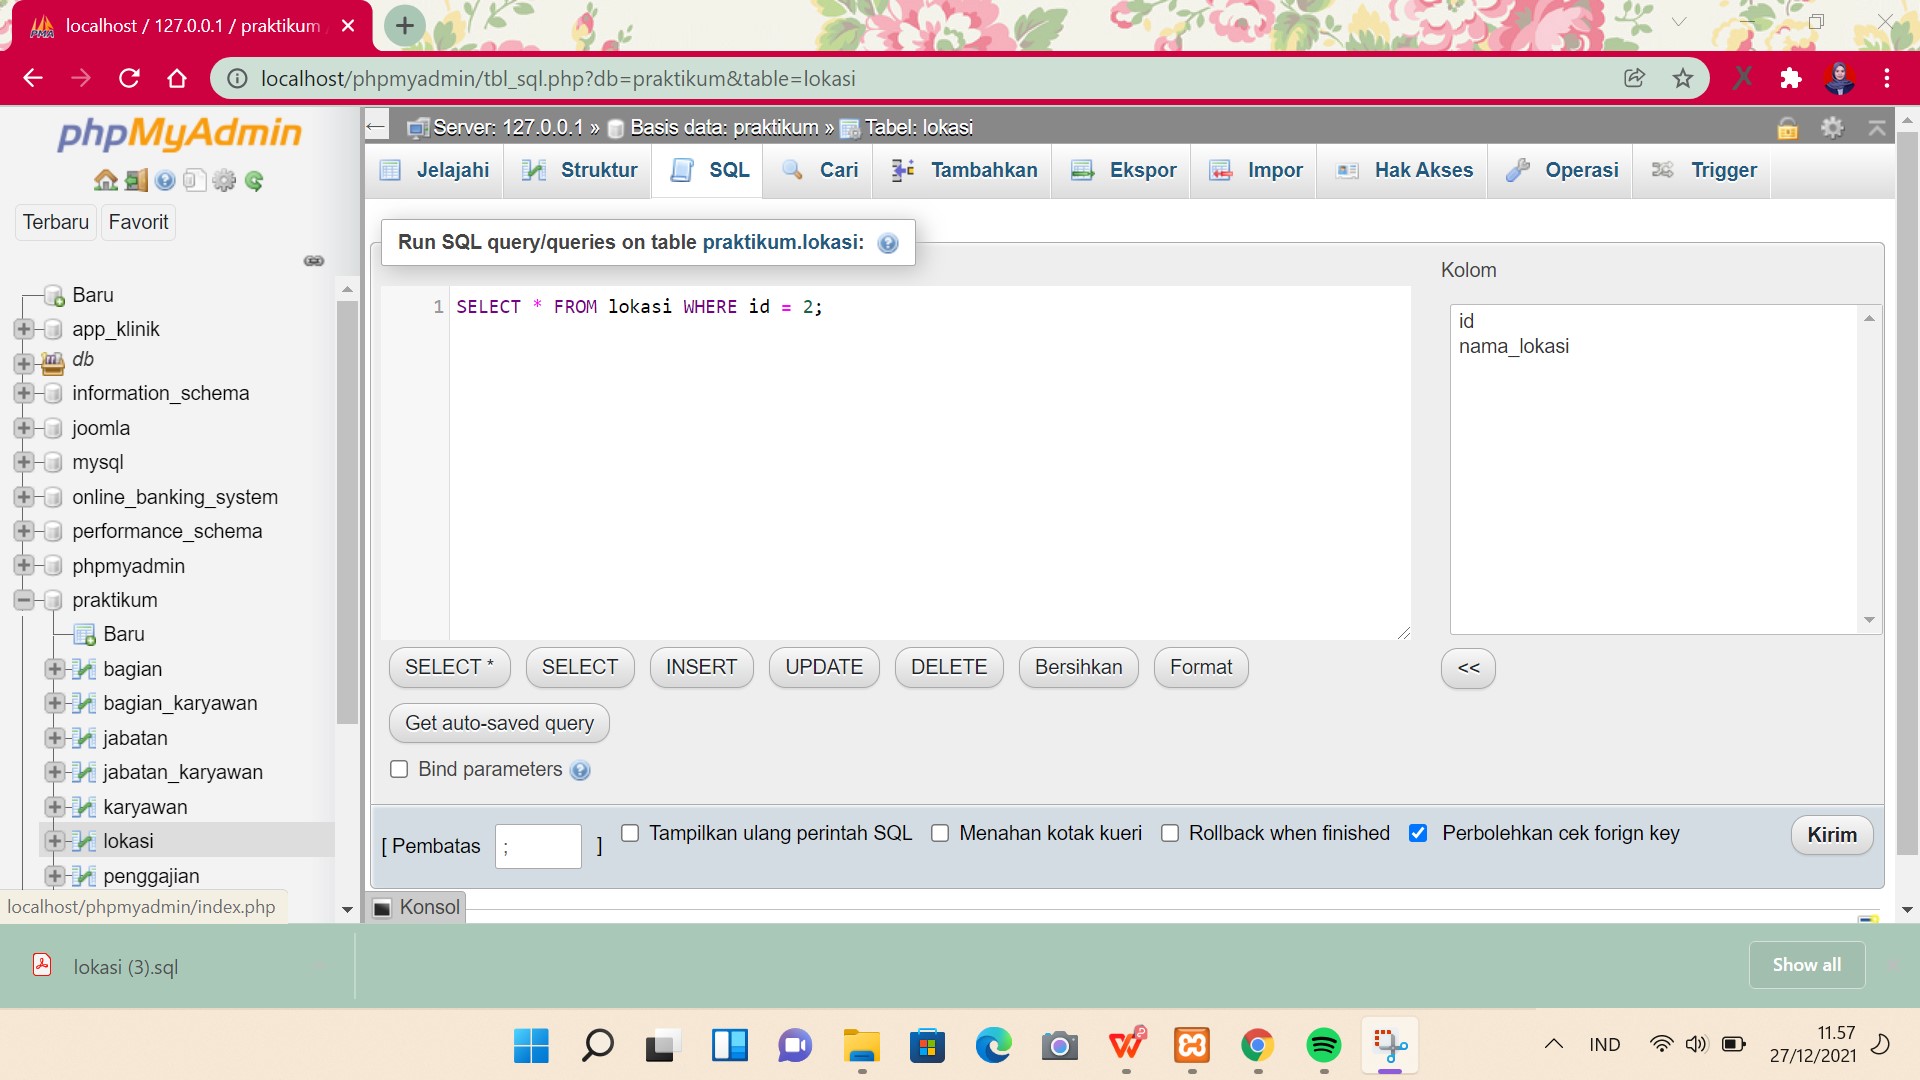 localhost / 127.0.0.1 / praktikum
localhost/phpmyadmin/tbl_sql.php?db=praktikum&table=lokasi
phpMyAdmin
Terbaru
Favorit
Baru
app_klinik
db
information_schema
joomla
mysql
online_banking_system
performance_schema
phpmyadmin
praktikum
Baru
bagian
bagian_karyawan
jabatan
jabatan_karyawan
karyawan
lokasi
penggajian
localhost/phpmyadmin/index.php
Server: 127.0.0.1 » Basis data: praktikum » Tabel: lokasi
Jelajahi
Struktur
SQL
Cari
Tambahkan
Ekspor
Impor
Hak Akses
Operasi
Trigger
Run SQL query/queries on table praktikum.lokasi:
1 SELECT * FROM lokasi WHERE id = 2;
Kolom
id
nama_lokasi
SELECT *
SELECT
INSERT
UPDATE
DELETE
Bersihkan
Format
<<
Get auto-saved query
Bind parameters
[ Pembatas ; ]
Tampilkan ulang perintah SQL
Menahan kotak kueri
Rollback when finished
Perbolehkan cek forign key
Kirim
Konsol
lokasi (3).sql
Show all
IND
11.57
27/12/2021